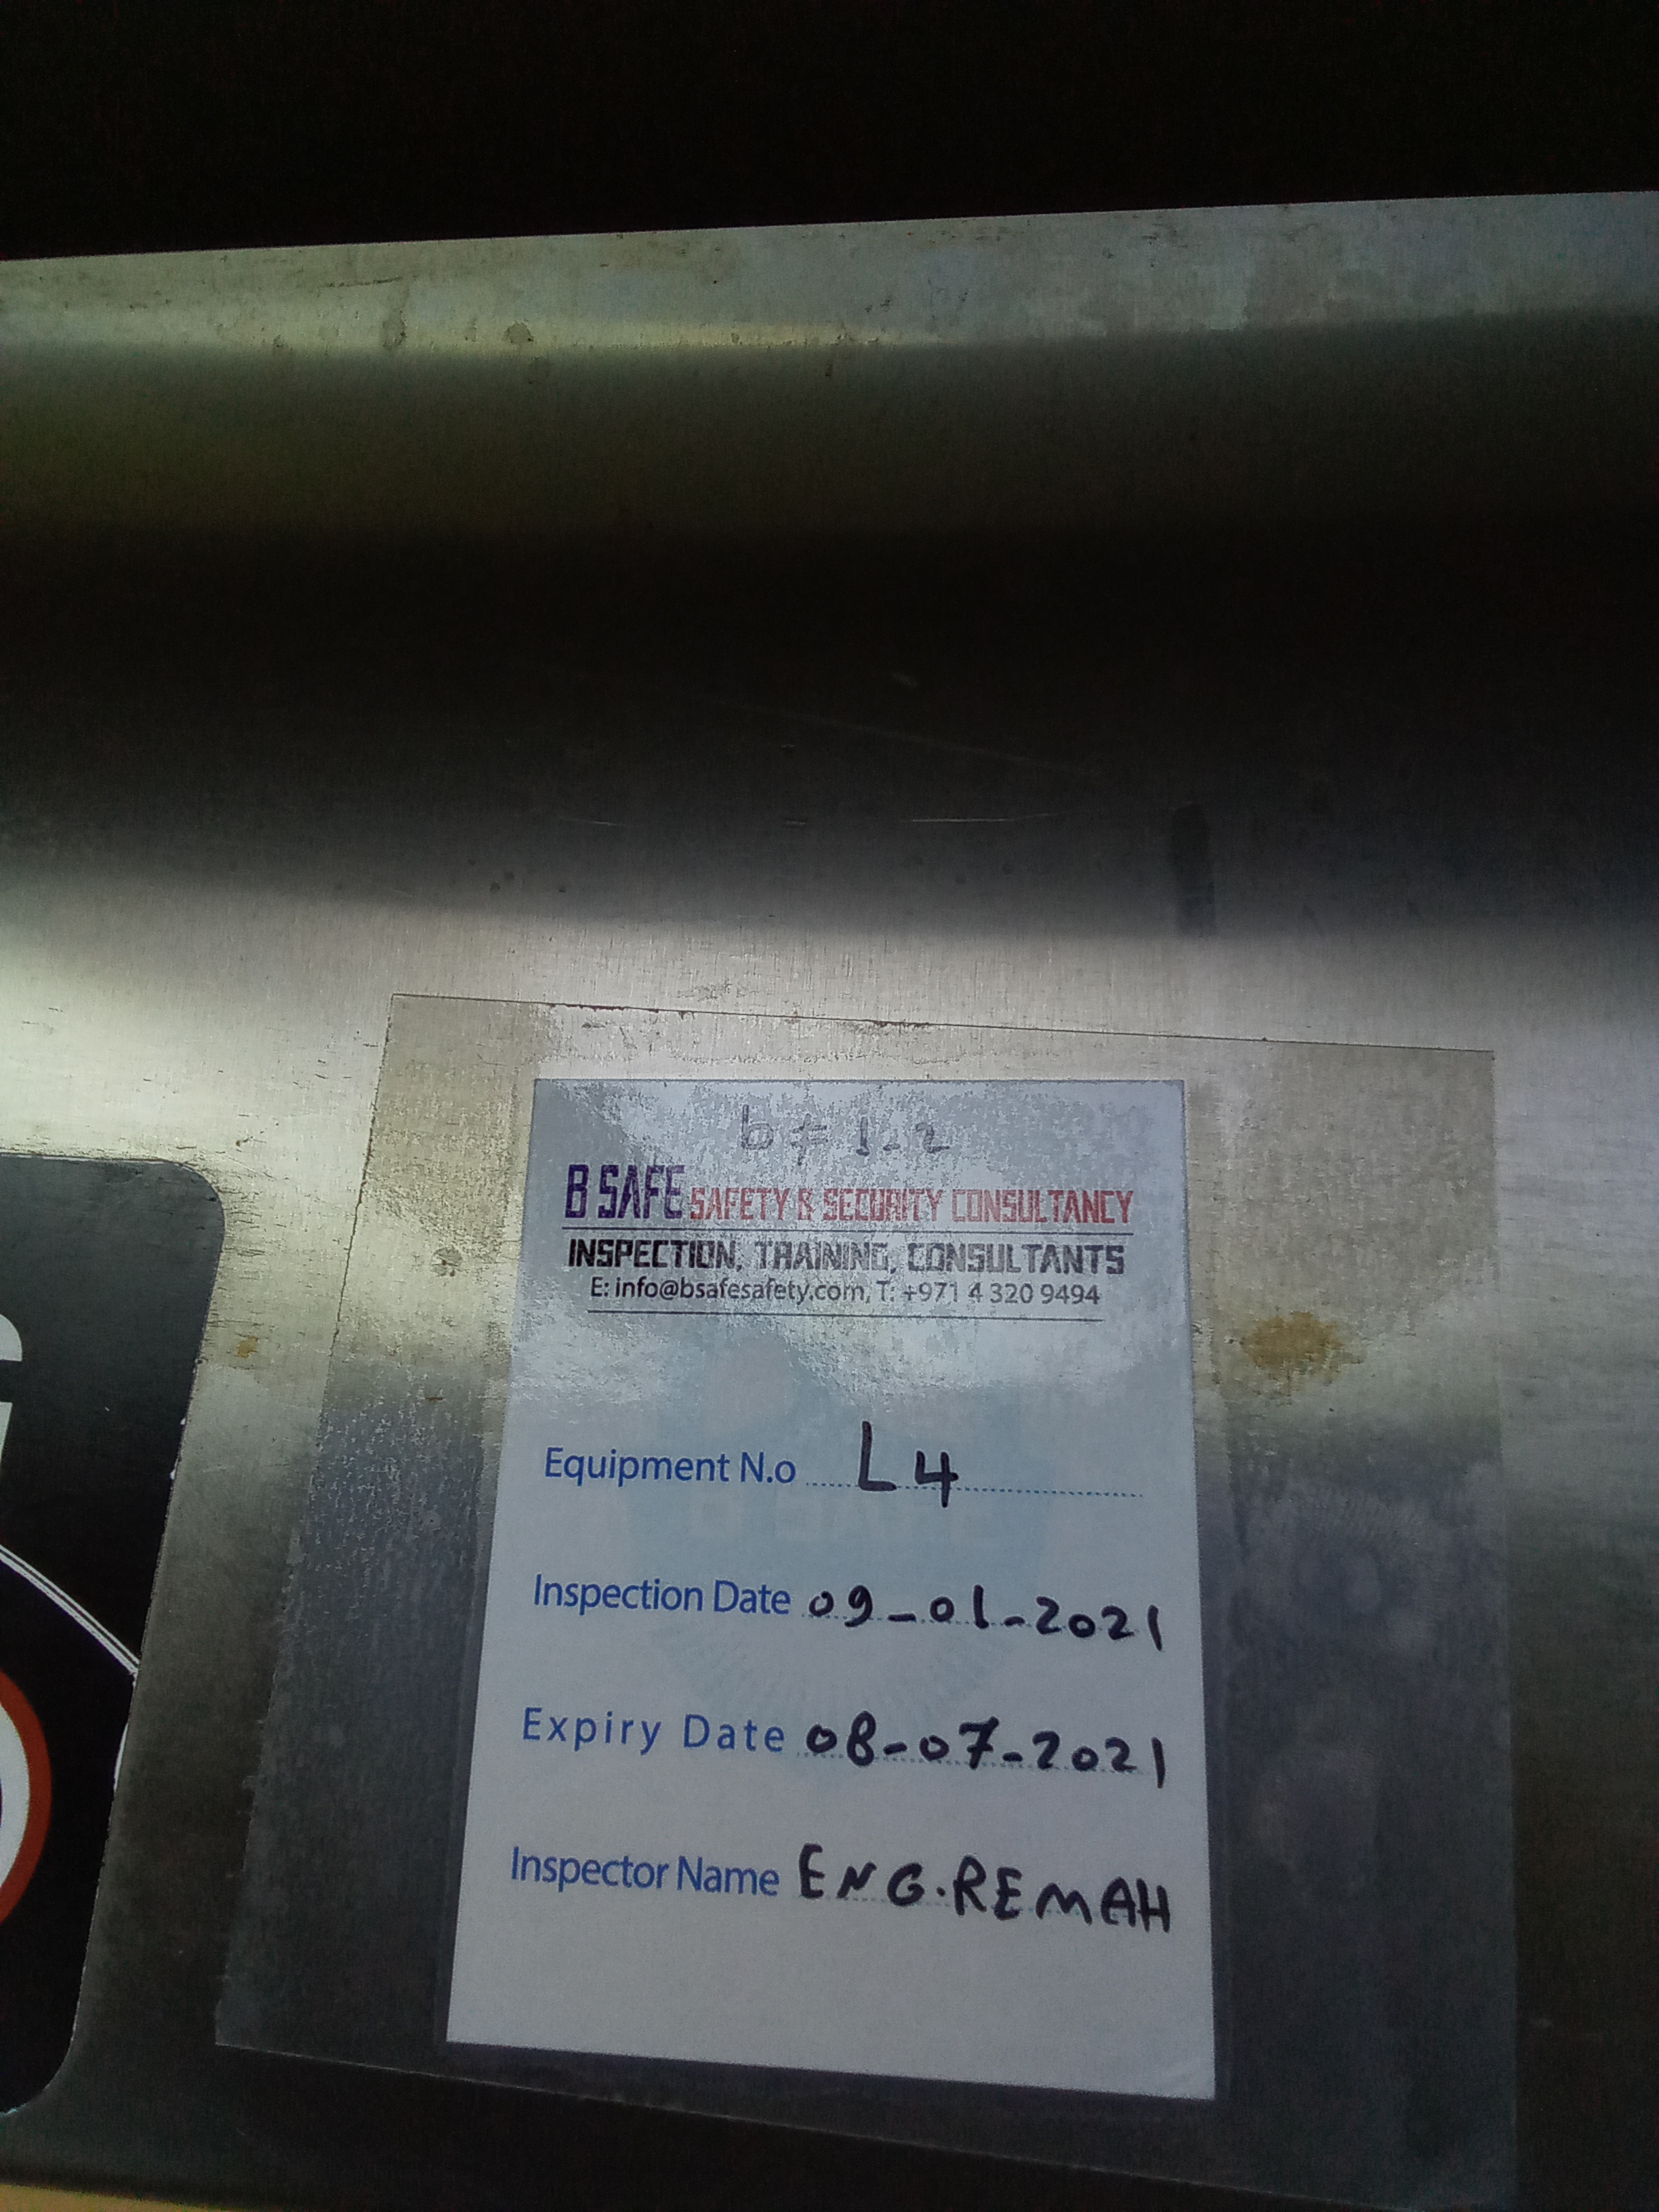 B SAFE SAFETY & SECURITY CONSULTANCY
INSPECTION, TRAINING, CONSULTANTS
E: info@bsafesafety.com, T: +971 4 320 9494
Equipment N.o L4
Inspection Date 09-01-2021
Expiry Date 08-07-2021
Inspector Name ENG.REMAH